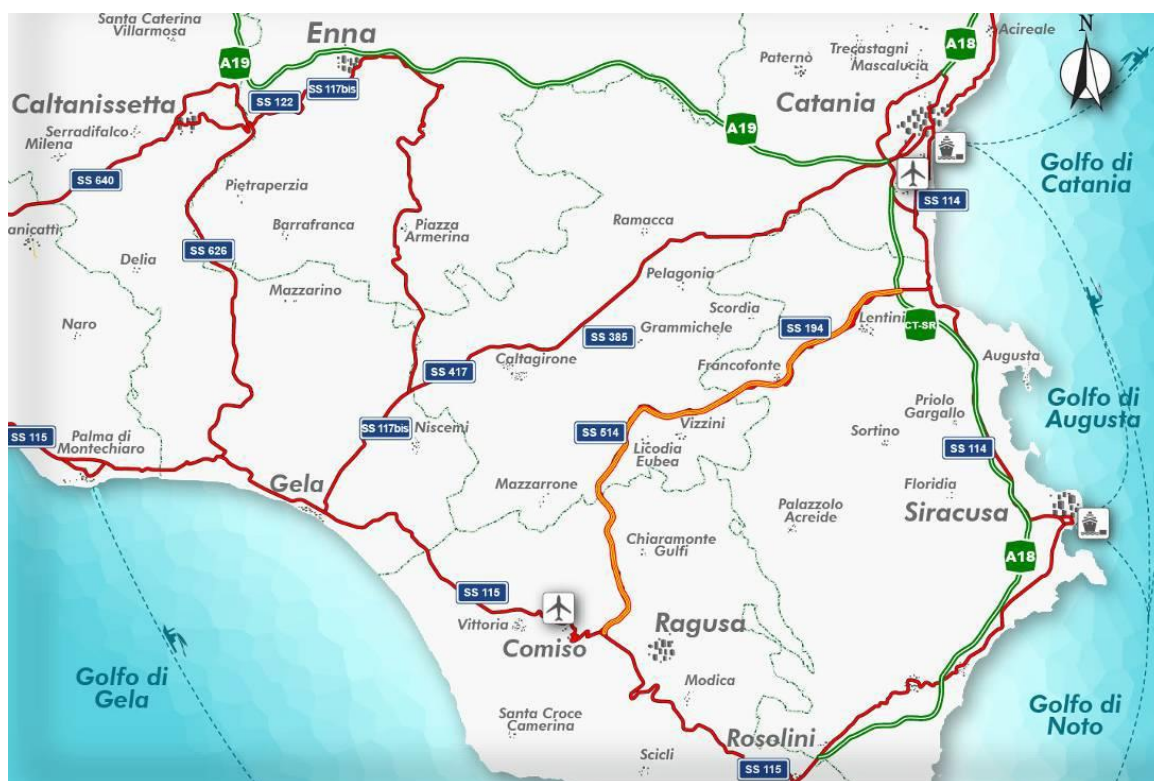 Santa Caterina
Villarmosa
Enna
A19
A18
Acireale
N
Trecastagni
Mascalucia
Paternò
Caltanissetta
SS 117bis
SS 122
Catania
Serradifalco
Milena
A19
SS 640
Golfo di
Catania
Pietraperzia
SS 114
anicattì
Barrafranca
Piazza
Armerina
Ramacca
SS 626
Delia
Mazzarino
Pelagonia
Scordia
Naro
SS 385
Grammichele
SS 194
Lentini
CT-SR
Caltagirone
SS 417
Francofonte
Augusta
Golfo di
Augusta
Priolo
Gargallo
SS 115
Palma di
Montechiaro
SS 117bis
Niscemi
SS 514
Vizzini
Licodia
Eubea
Sortino
SS 114
Gela
Mazzarrone
Palazzolo
Acreide
Floridia
Siracusa
Chiaramonte
Gulfi
A18
SS 115
Vittoria
Comiso
Ragusa
Golfo di
Gela
Modica
Santa Croce
Camerina
Golfo di
Noto
Rosolini
Scicli
SS 115